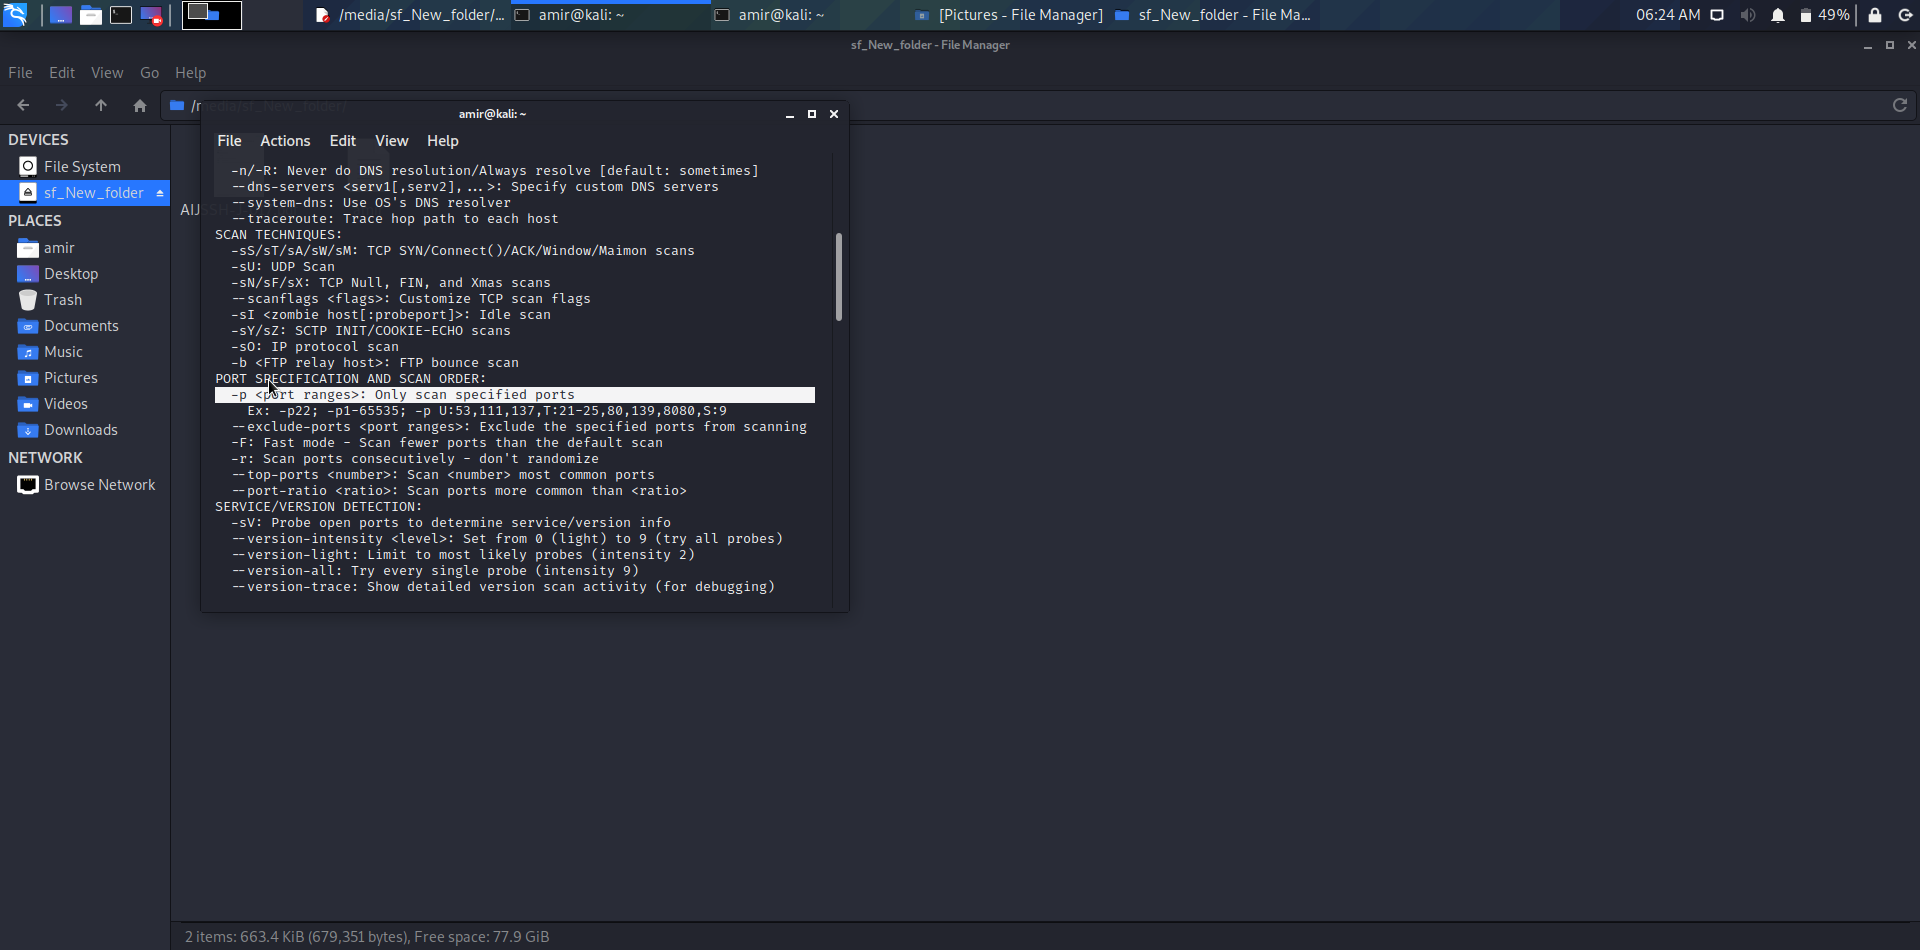 /media/sf_New_folder/...
amir@kali: ~
amir@kali: ~
[Pictures - File Manager]
sf_New_folder - File Ma...
06:24 AM
49%
sf_New_folder - File Manager
File Edit View Go Help
DEVICES
File System
sf_New_folder
PLACES
amir
Desktop
Trash
Documents
Music
Pictures
Videos
Downloads
NETWORK
Browse Network
amir@kali: ~
File Actions Edit View Help
-n/-R: Never do DNS resolution/Always resolve [default: sometimes]
--dns-servers <serv1[,serv2],...>: Specify custom DNS servers
--system-dns: Use OS's DNS resolver
--traceroute: Trace hop path to each host
SCAN TECHNIQUES:
-sS/sT/sA/sW/sM: TCP SYN/Connect()/ACK/Window/Maimon scans
-sU: UDP Scan
-sN/sF/sX: TCP Null, FIN, and Xmas scans
--scanflags <flags>: Customize TCP scan flags
-sI <zombie host[:probeport]>: Idle scan
-sY/sZ: SCTP INIT/COOKIE-ECHO scans
-sO: IP protocol scan
-b <FTP relay host>: FTP bounce scan
PORT SPECIFICATION AND SCAN ORDER:
-p <port ranges>: Only scan specified ports
Ex: -p22; -p1-65535; -p U:53,111,137,T:21-25,80,139,8080,S:9
--exclude-ports <port ranges>: Exclude the specified ports from scanning
-F: Fast mode - Scan fewer ports than the default scan
-r: Scan ports consecutively - don't randomize
--top-ports <number>: Scan <number> most common ports
--port-ratio <ratio>: Scan ports more common than <ratio>
SERVICE/VERSION DETECTION:
-sV: Probe open ports to determine service/version info
--version-intensity <level>: Set from 0 (light) to 9 (try all probes)
--version-light: Limit to most likely probes (intensity 2)
--version-all: Try every single probe (intensity 9)
--version-trace: Show detailed version scan activity (for debugging)
2 items: 663.4 KiB (679,351 bytes), Free space: 77.9 GiB